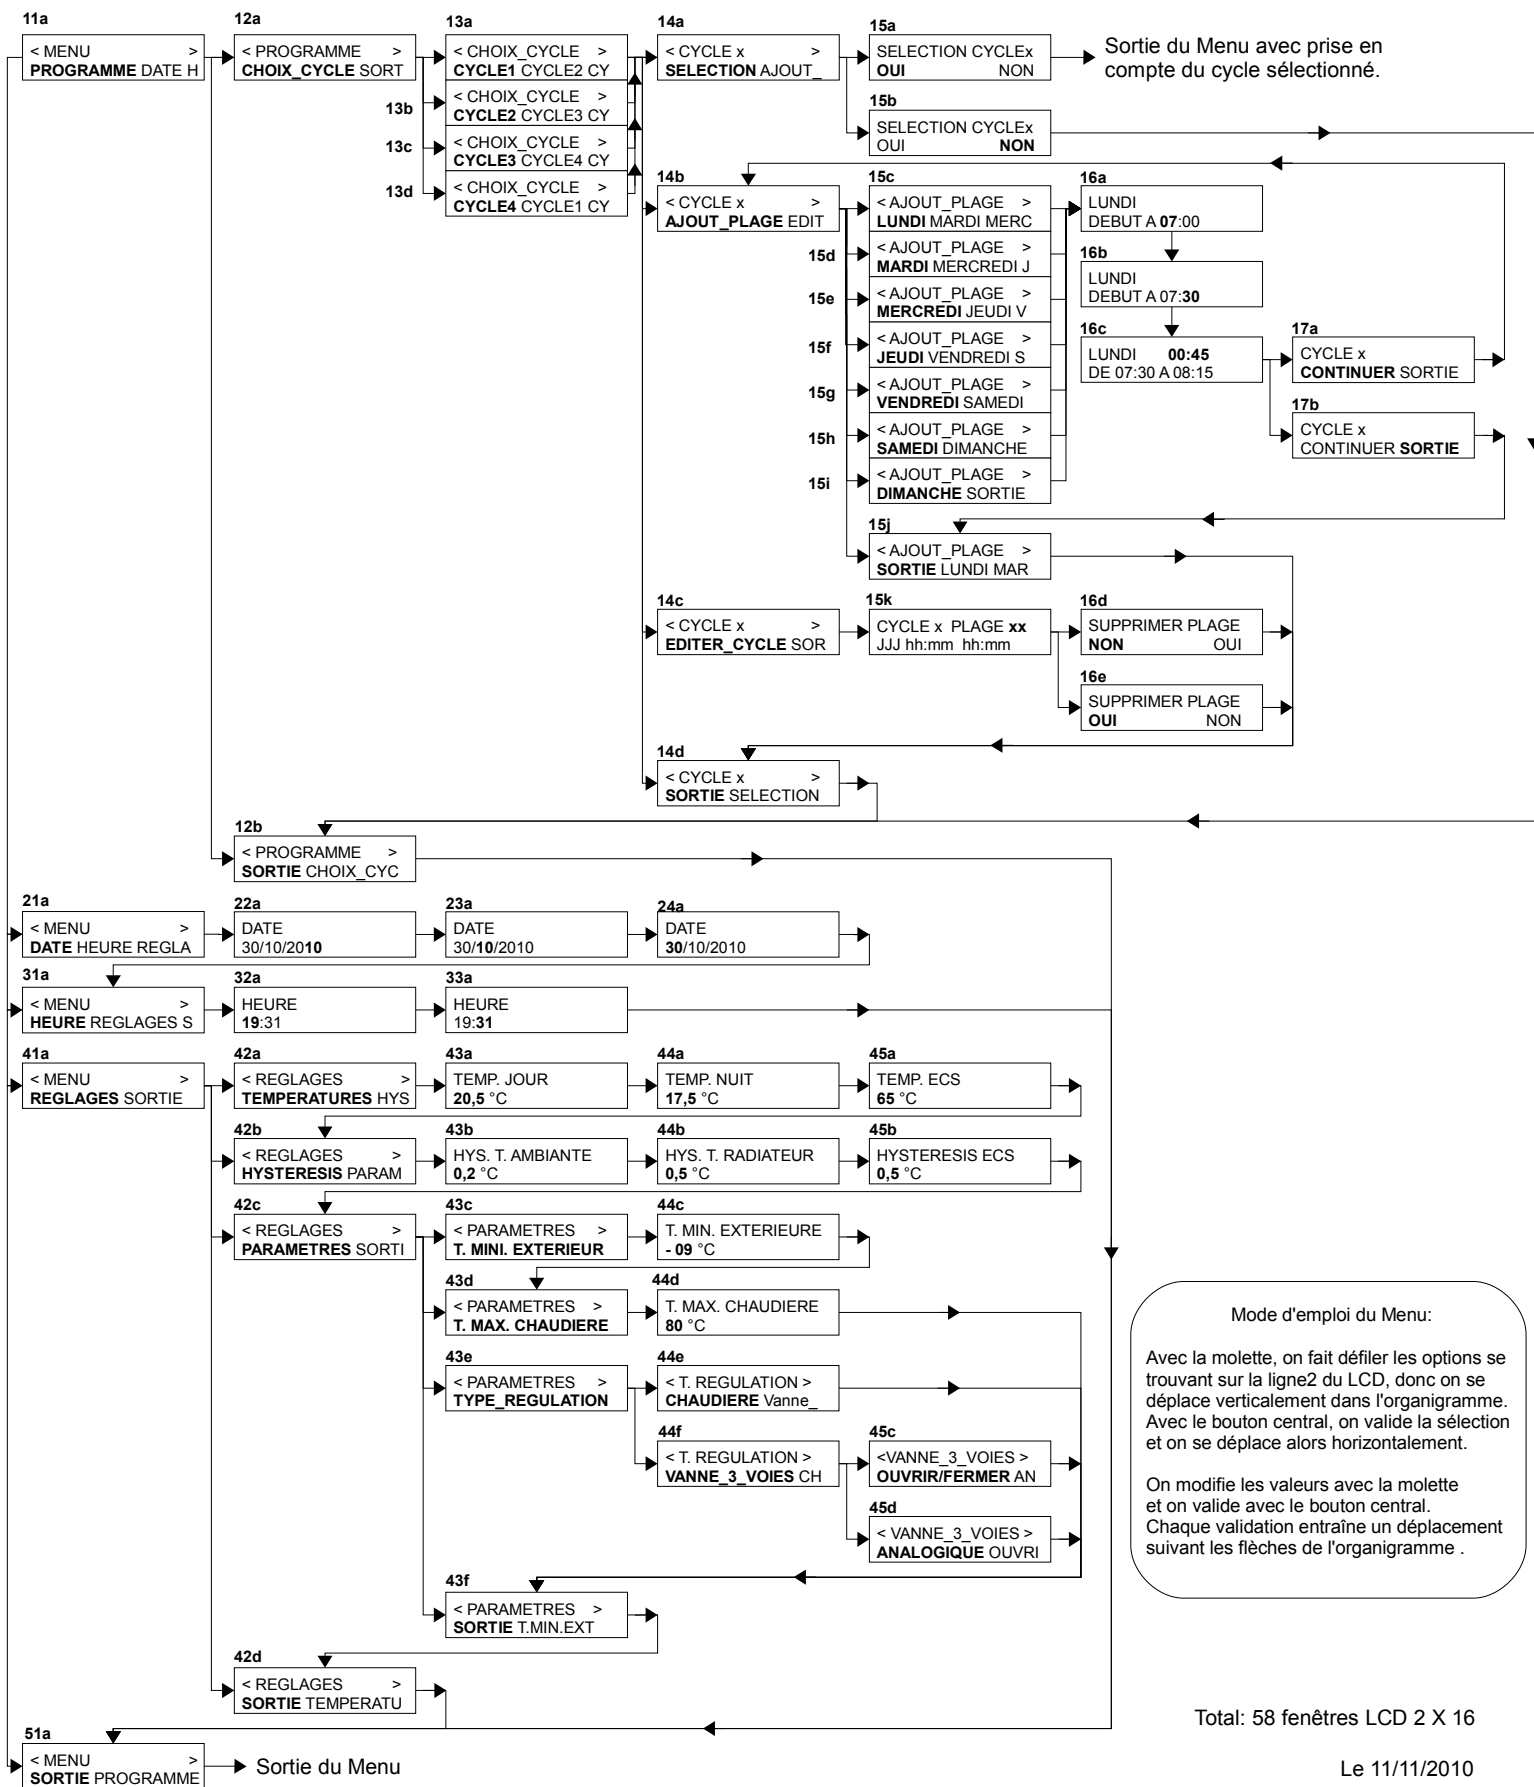 11a
< MENU >
PROGRAMME DATE H
12a
< PROGRAMME >
CHOIX_CYCLE SORT
13a
< CHOIX_CYCLE >
CYCLE1 CYCLE2 CY
13b
< CHOIX_CYCLE >
CYCLE2 CYCLE3 CY
13c
< CHOIX_CYCLE >
CYCLE3 CYCLE4 CY
13d
< CHOIX_CYCLE >
CYCLE4 CYCLE1 CY
14a
< CYCLE x >
SELECTION AJOUT_
15a
SELECTION CYCLEx
OUI NON
Sortie du Menu avec prise en
compte du cycle sélectionné.
15b
SELECTION CYCLEx
OUI NON
14b
< CYCLE x >
AJOUT_PLAGE EDIT
15c
< AJOUT_PLAGE >
LUNDI MARDI MERC
15d
< AJOUT_PLAGE >
MARDI MERCREDI J
15e
< AJOUT_PLAGE >
MERCREDI JEUDI V
15f
< AJOUT_PLAGE >
JEUDI VENDREDI S
15g
< AJOUT_PLAGE >
VENDREDI SAMEDI
15h
< AJOUT_PLAGE >
SAMEDI DIMANCHE
15i
< AJOUT_PLAGE >
DIMANCHE SORTIE
15j
< AJOUT_PLAGE >
SORTIE LUNDI MAR
16a
LUNDI
DEBUT A 07:00
16b
LUNDI
DEBUT A 07:30
16c
LUNDI 00:45
DE 07:30 A 08:15
17a
CYCLE x
CONTINUER SORTIE
17b
CYCLE x
CONTINUER SORTIE
14c
< CYCLE x >
EDITER_CYCLE SOR
15k
CYCLE x PLAGE xx
JJJ hh:mm hh:mm
16d
SUPPRIMER PLAGE
NON OUI
16e
SUPPRIMER PLAGE
OUI NON
14d
< CYCLE x >
SORTIE SELECTION
12b
< PROGRAMME >
SORTIE CHOIX_CYC
21a
< MENU >
DATE HEURE REGLA
22a
DATE
30/10/2010
23a
DATE
30/10/2010
24a
DATE
30/10/2010
31a
< MENU >
HEURE REGLAGES S
32a
HEURE
19:31
33a
HEURE
19:31
41a
< MENU >
REGLAGES SORTIE
42a
< REGLAGES >
TEMPERATURES HYS
43a
TEMP. JOUR
20,5 °C
44a
TEMP. NUIT
17,5 °C
45a
TEMP. ECS
65 °C
42b
< REGLAGES >
HYSTERESIS PARAM
43b
HYS. T. AMBIANTE
0,2 °C
44b
HYS. T. RADIATEUR
0,5 °C
45b
HYSTERESIS ECS
0,5 °C
42c
< REGLAGES >
PARAMETRES SORTI
43c
< PARAMETRES >
T. MINI. EXTERIEUR
44c
T. MIN. EXTERIEURE
- 09 °C
43d
< PARAMETRES >
T. MAX. CHAUDIERE
44d
T. MAX. CHAUDIERE
80 °C
43e
< PARAMETRES >
TYPE_REGULATION
44e
< T. REGULATION >
CHAUDIERE Vanne_
44f
< T. REGULATION >
VANNE_3_VOIES CH
45c
<VANNE_3_VOIES >
OUVRIR/FERMER AN
45d
< VANNE_3_VOIES >
ANALOGIQUE OUVRI
43f
< PARAMETRES >
SORTIE T.MIN.EXT
42d
< REGLAGES >
SORTIE TEMPERATU
51a
< MENU >
SORTIE PROGRAMME
Sortie du Menu
Mode d'emploi du Menu:
Avec la molette, on fait défiler les options se
trouvant sur la ligne2 du LCD, donc on se
déplace verticalement dans l'organigramme.
Avec le bouton central, on valide la sélection
et on se déplace alors horizontalement.
On modifie les valeurs avec la molette
et on valide avec le bouton central.
Chaque validation entraîne un déplacement
suivant les flèches de l'organigramme .
Total: 58 fenêtres LCD 2 X 16
Le 11/11/2010